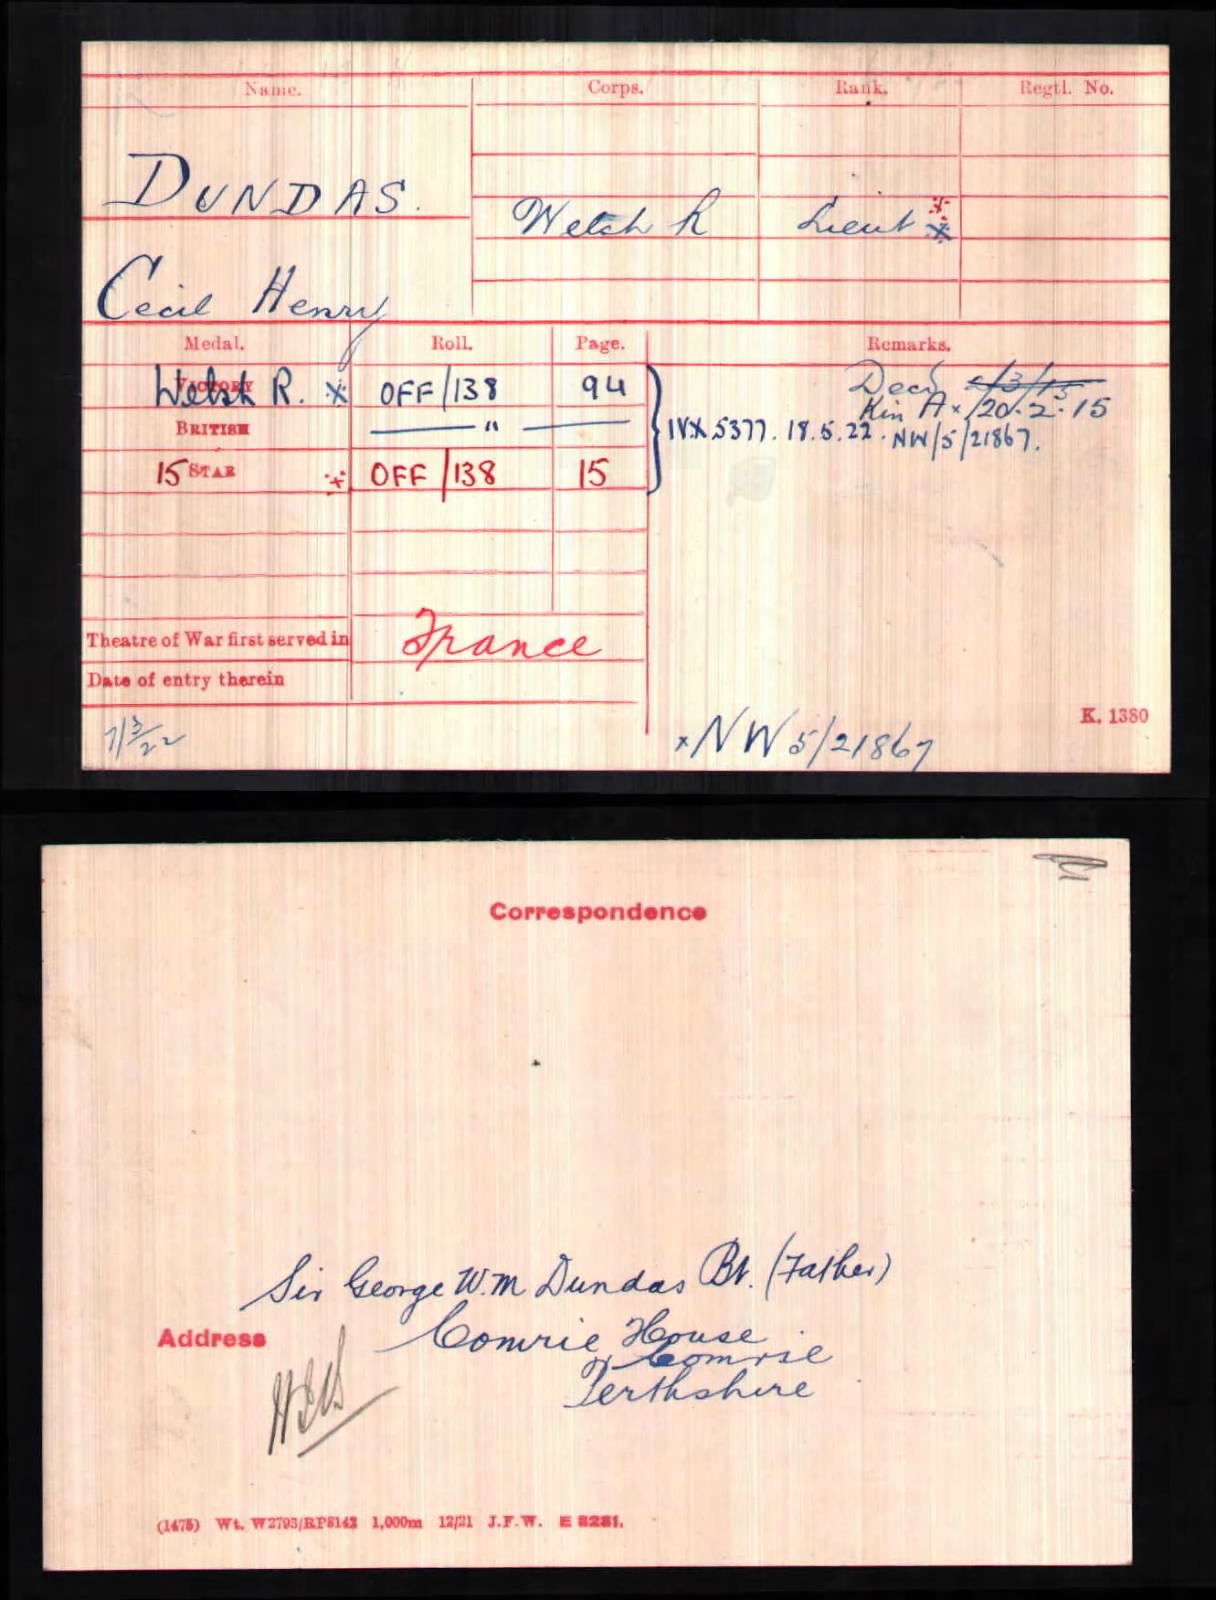 Name. Corps. Rank. Regtl. No.
DUNDAS.
Welch R Lieut
Cecil Henry
Medal. Roll. Page. Remarks.
VICTORY Welsh R. x OFF/138 94 Decd
Kin A x 20.2.15
BRITISH " IV.X.5377. 18.5.22. NW/5/21867.
15 STAR OFF/138 15
Theatre of War first served in France
Date of entry therein
K. 1380
7/3/22 x NW 5/21867
Correspondence
Sir George W.M Dundas Bt. (Father)
Address Comrie House
Comrie
Perthshire
(1475) Wt. W2793/RP8142 1,000m 12/21 J.F.W. E 8281.